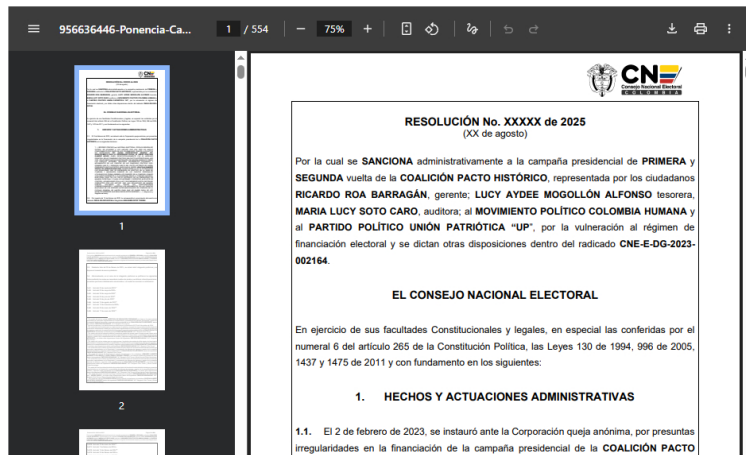 956636446-Ponencia-Ca...
1 / 554
75%
CNE
Consejo Nacional Electoral
COLOMBIA
RESOLUCIÓN No. XXXXX de 2025
(XX de agosto)
Por la cual se SANCIONA administrativamente a la campaña presidencial de PRIMERA y
SEGUNDA vuelta de la COALICIÓN PACTO HISTÓRICO, representada por los ciudadanos
RICARDO ROA BARRAGÁN, gerente; LUCY AYDEE MOGOLLÓN ALFONSO tesorera,
MARIA LUCY SOTO CARO, auditora; al MOVIMIENTO POLÍTICO COLOMBIA HUMANA y
al PARTIDO POLÍTICO UNIÓN PATRIÓTICA “UP”, por la vulneración al régimen de
financiación electoral y se dictan otras disposiciones dentro del radicado CNE-E-DG-2023-
002164.
EL CONSEJO NACIONAL ELECTORAL
En ejercicio de sus facultades Constitucionales y legales, en especial las conferidas por el
numeral 6 del artículo 265 de la Constitución Política, las Leyes 130 de 1994, 996 de 2005,
1437 y 1475 de 2011 y con fundamento en los siguientes:
1. HECHOS Y ACTUACIONES ADMINISTRATIVAS
1.1. El 2 de febrero de 2023, se instauró ante la Corporación queja anónima, por presuntas
irregularidades en la financiación de la campaña presidencial de la COALICIÓN PACTO
1
2